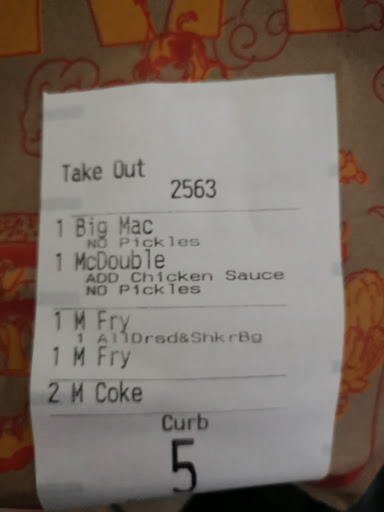 Take Out
2563
1 Big Mac
NO Pickles
1 McDouble
ADD Chicken Sauce
NO Pickles
1 M Fry
1 AllDrsd&ShkrBg
1 M Fry
2 M Coke
Curb
5